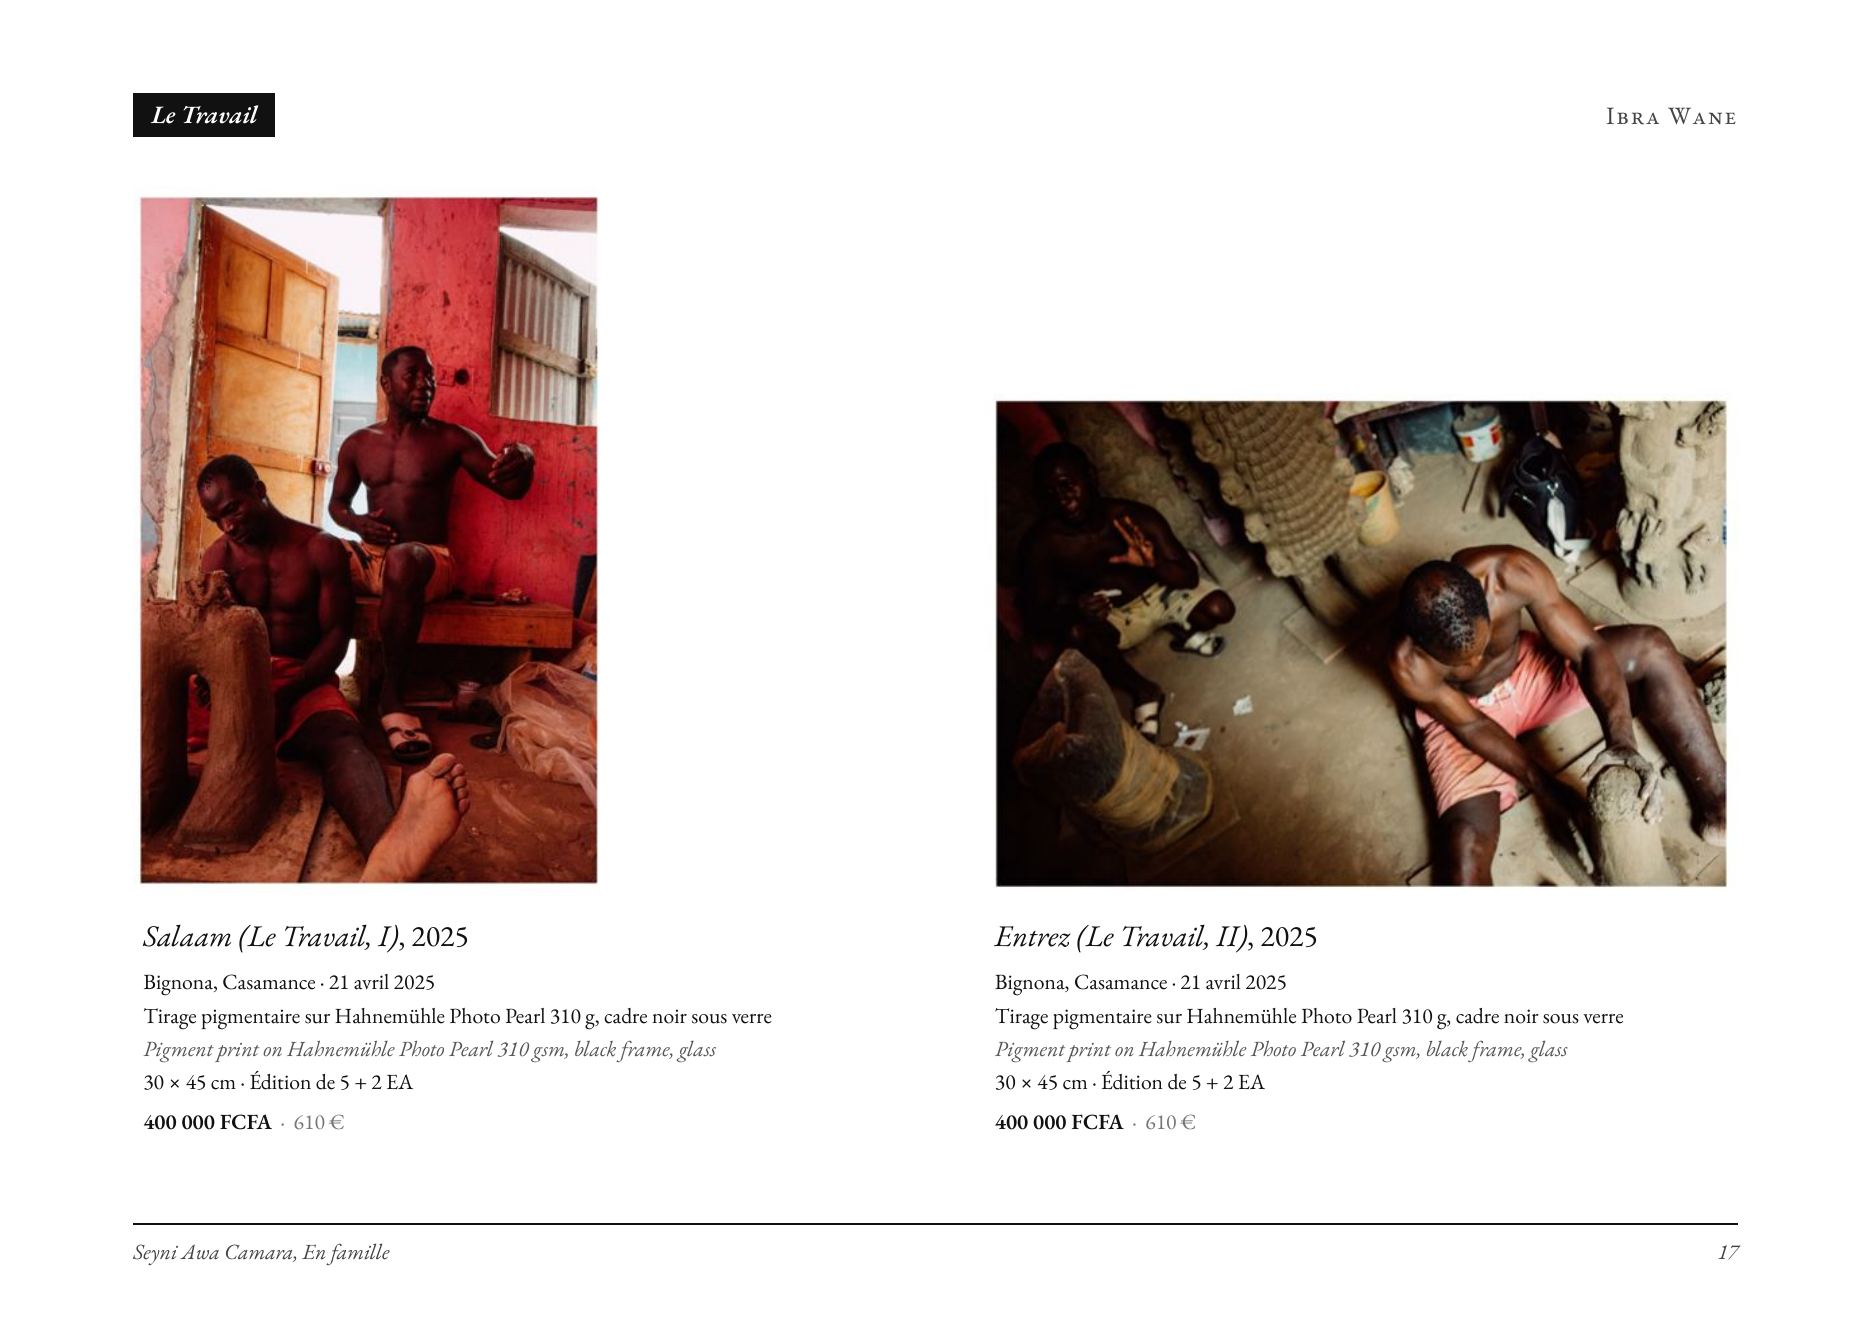 Le Travail
Ibra Wane
Salaam (Le Travail, I), 2025
Bignona, Casamance · 21 avril 2025
Tirage pigmentaire sur Hahnemühle Photo Pearl 310 g, cadre noir sous verre
Pigment print on Hahnemühle Photo Pearl 310 gsm, black frame, glass
30 × 45 cm · Édition de 5 + 2 EA
400 000 FCFA · 610 €
Entrez (Le Travail, II), 2025
Bignona, Casamance · 21 avril 2025
Tirage pigmentaire sur Hahnemühle Photo Pearl 310 g, cadre noir sous verre
Pigment print on Hahnemühle Photo Pearl 310 gsm, black frame, glass
30 × 45 cm · Édition de 5 + 2 EA
400 000 FCFA · 610 €
Seyni Awa Camara, En famille
17